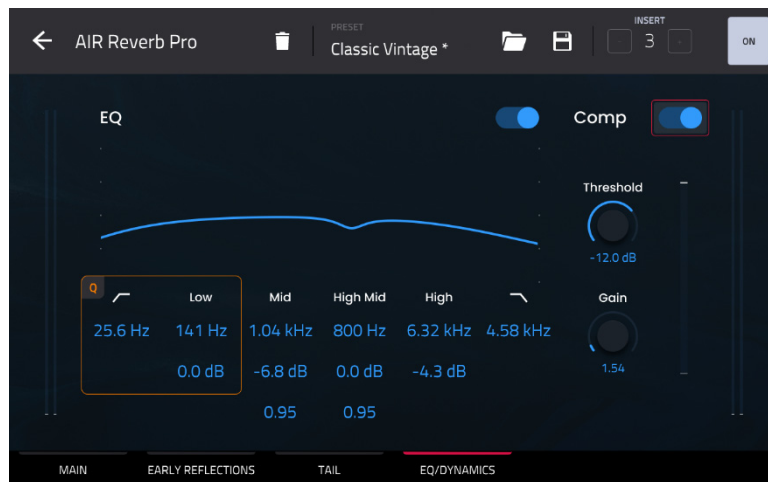 AIR Reverb Pro
PRESET
Classic Vintage *
INSERT
3
ON
EQ
Comp
Threshold
-12.0 dB
Gain
1.54
Q
Low
Mid
High Mid
High
25.6 Hz
141 Hz
1.04 kHz
800 Hz
6.32 kHz
4.58 kHz
0.0 dB
-6.8 dB
0.0 dB
-4.3 dB
0.95
0.95
MAIN
EARLY REFLECTIONS
TAIL
EQ/DYNAMICS